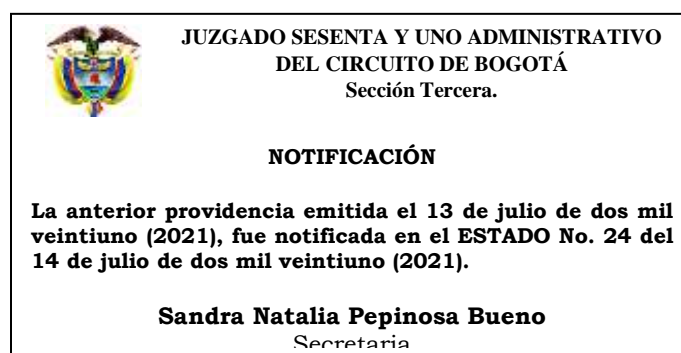 JUZGADO SESENTA Y UNO ADMINISTRATIVO
DEL CIRCUITO DE BOGOTÁ
Sección Tercera.
NOTIFICACIÓN
La anterior providencia emitida el 13 de julio de dos mil
veintiuno (2021), fue notificada en el ESTADO No. 24 del
14 de julio de dos mil veintiuno (2021).
Sandra Natalia Pepinosa Bueno
Secretaria